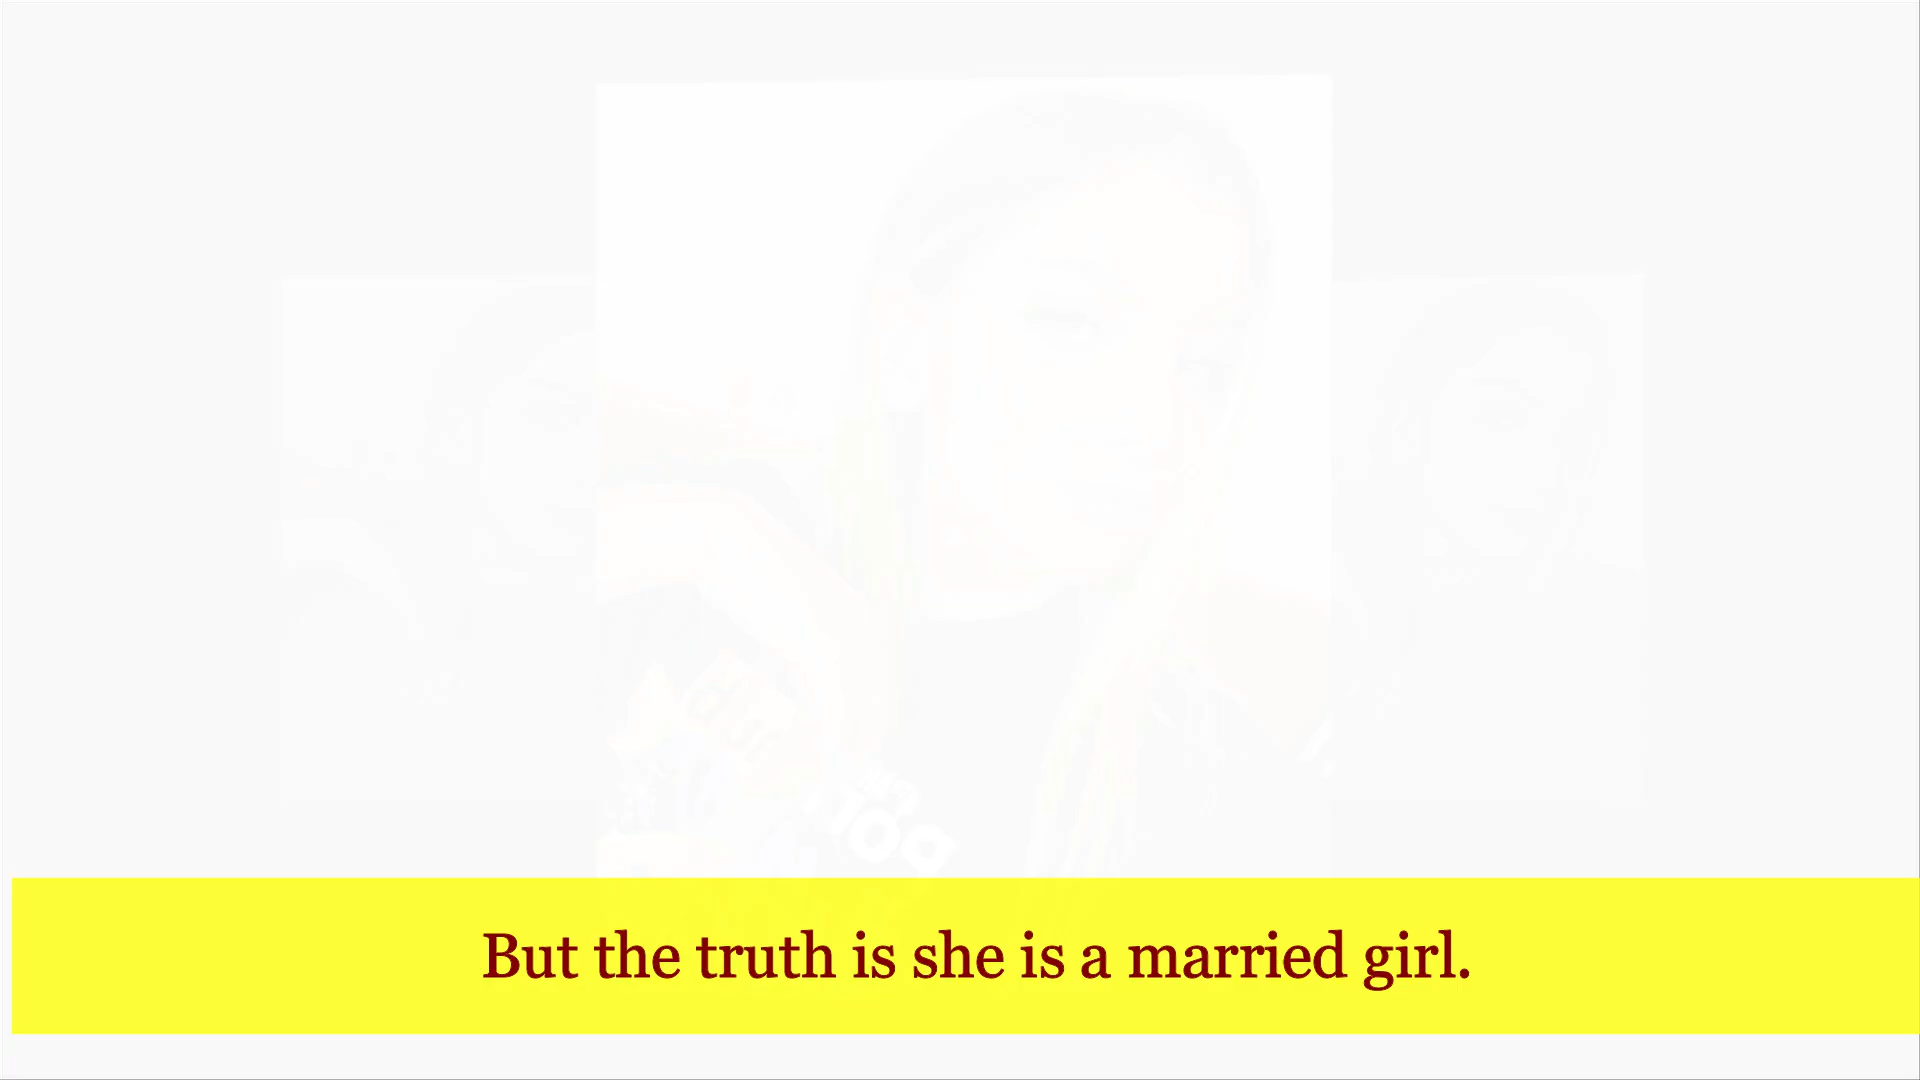 But the truth is she is a married girl.